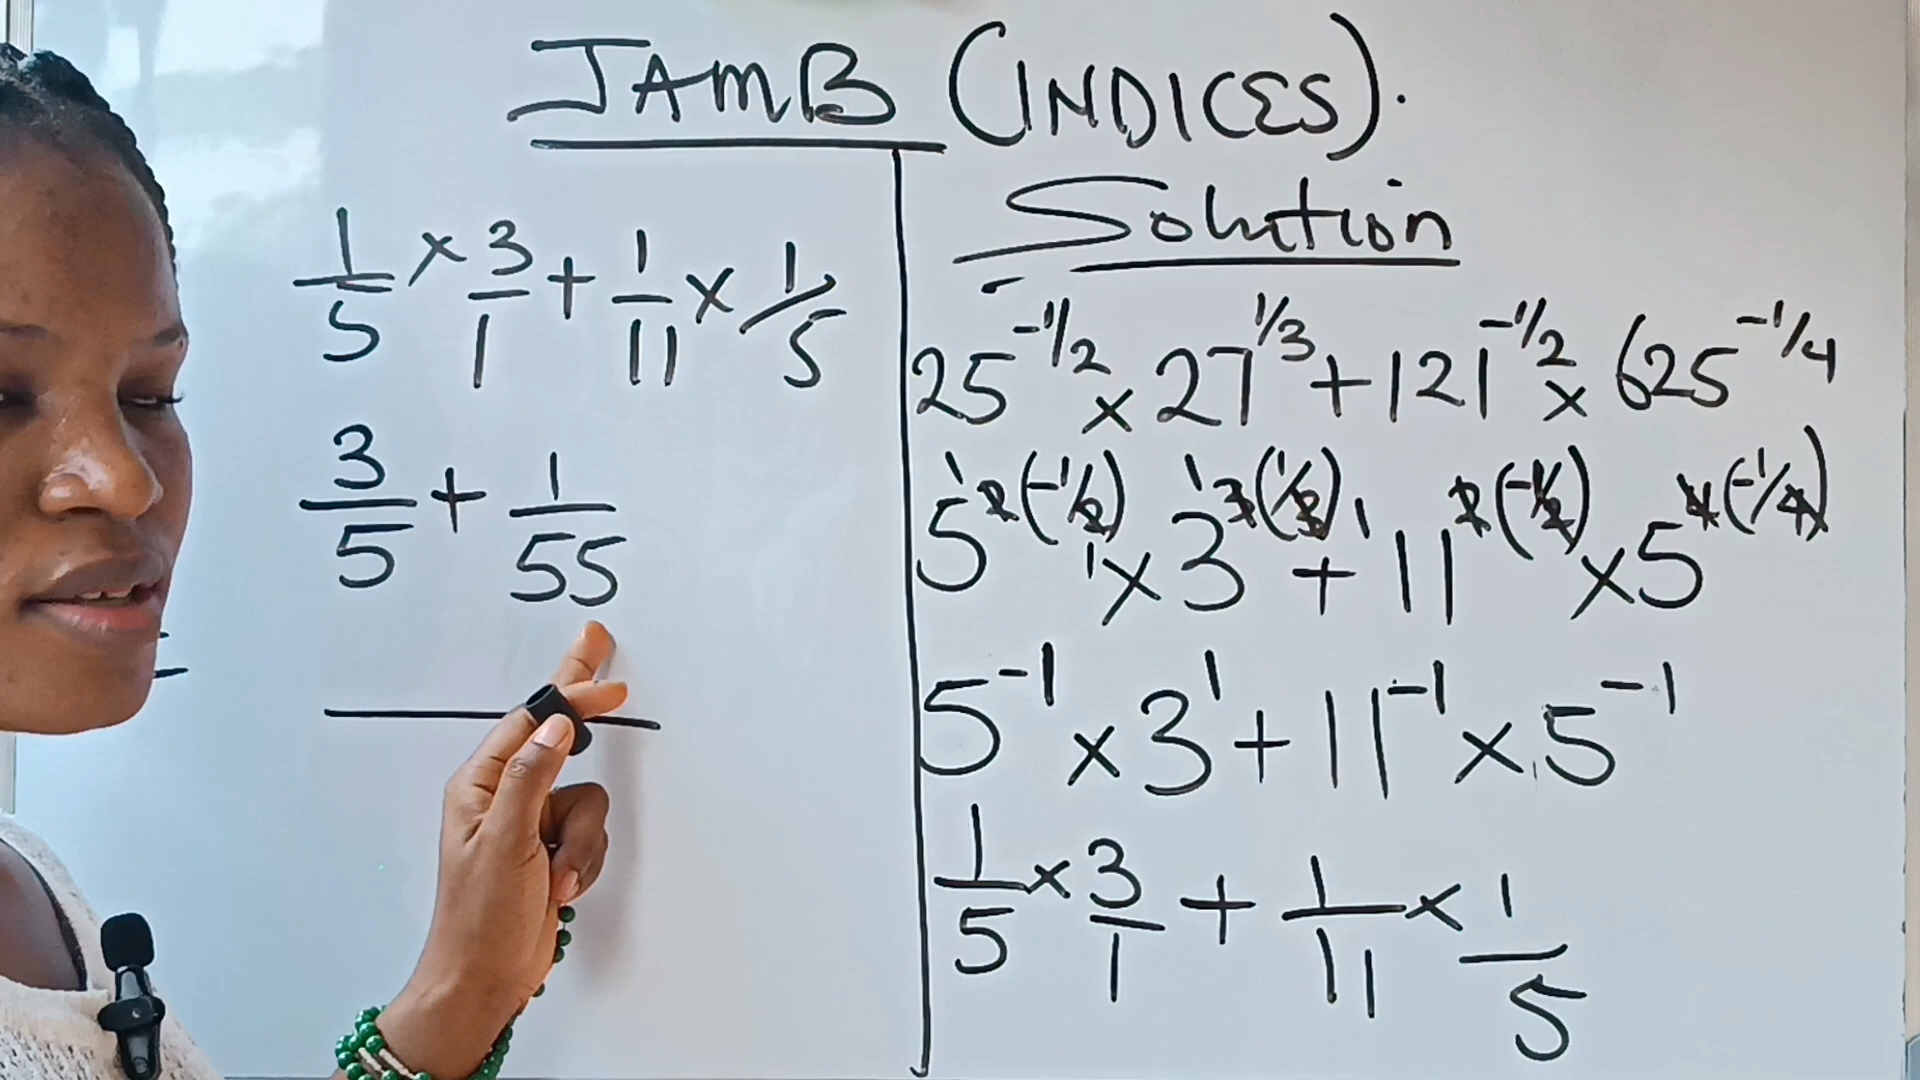 JAMB (INDICES).
1/5 × 3/1 + 1/11 × 1/5
3/5 + 1/55
Solution
25^-1/2 × 27^1/3 + 121^-1/2 × 625^-1/4
5^2(-1/2) × 3^3(1/3) + 11^2(-1/2) × 5^4(-1/4)
5^-1 × 3^1 + 11^-1 × 5^-1
1/5 × 3/1 + 1/11 × 1/5